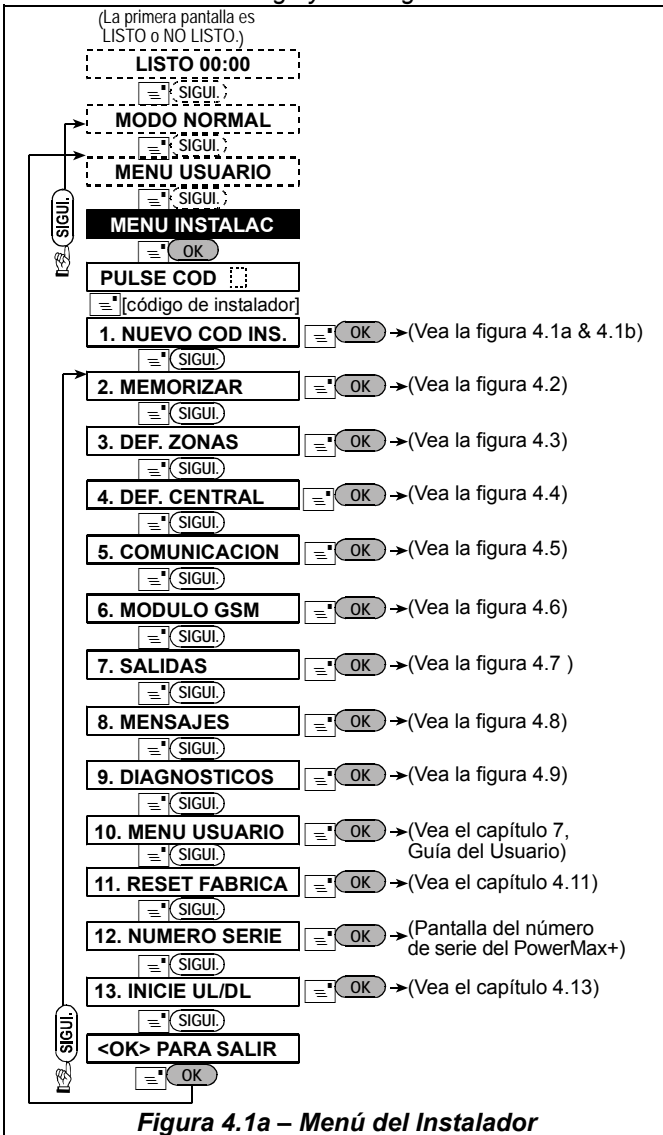 (La primera pantalla es
LISTO o NO LISTO.)
LISTO 00:00
SIGUI.
MODO NORMAL
SIGUI.
MENU USUARIO
SIGUI.
SIGUI.
MENU INSTALAC
OK
PULSE COD
[código de instalador]
1. NUEVO COD INS. OK (Vea la figura 4.1a & 4.1b)
SIGUI.
2. MEMORIZAR OK (Vea la figura 4.2)
SIGUI.
3. DEF. ZONAS OK (Vea la figura 4.3)
SIGUI.
4. DEF. CENTRAL OK (Vea la figura 4.4)
SIGUI.
5. COMUNICACION OK (Vea la figura 4.5)
SIGUI.
6. MODULO GSM OK (Vea la figura 4.6)
SIGUI.
7. SALIDAS OK (Vea la figura 4.7 )
SIGUI.
8. MENSAJES OK (Vea la figura 4.8)
SIGUI.
9. DIAGNOSTICOS OK (Vea la figura 4.9)
SIGUI.
10. MENU USUARIO OK (Vea el capítulo 7,
Guía del Usuario)
SIGUI.
11. RESET FABRICA OK (Vea el capítulo 4.11)
SIGUI.
12. NUMERO SERIE OK (Pantalla del número
de serie del PowerMax+)
SIGUI.
13. INICIE UL/DL OK (Vea el capítulo 4.13)
SIGUI.
SIGUI.
<OK> PARA SALIR
OK
Figura 4.1a – Menú del Instalador